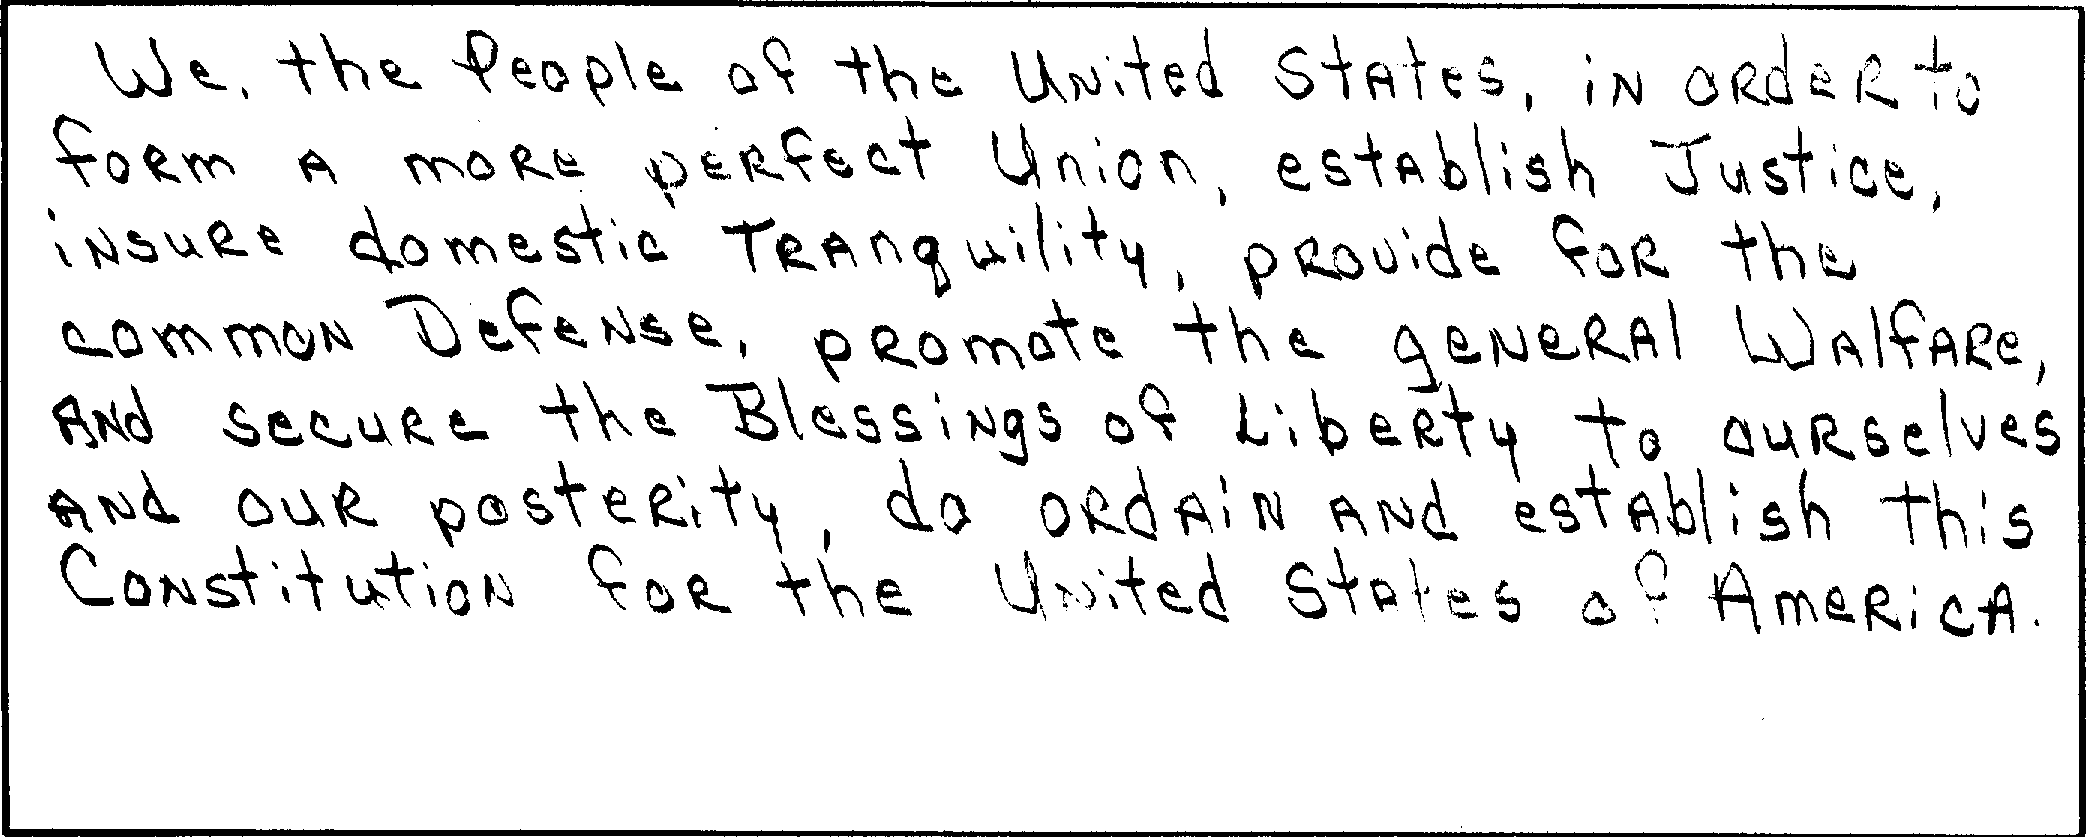 We, the People of the United States, in order to
form a more perfect Union, establish Justice,
insure domestic Tranquility, provide for the
common Defense, promote the general Walfare,
and secure the Blessings of Liberty to ourselves
and our posterity, do ordain and establish this
Constitution for the United States of America.